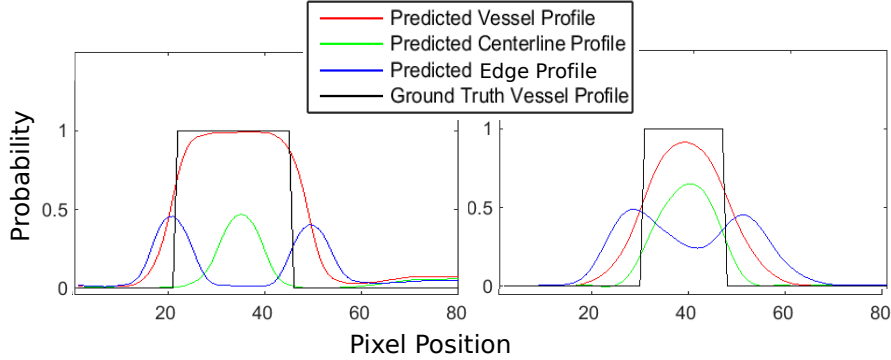 Predicted Vessel Profile
Predicted Centerline Profile
Predicted Edge Profile
Ground Truth Vessel Profile
Probability
1
0.5
0
20
40
60
80
1
0.5
0
20
40
60
80
Pixel Position